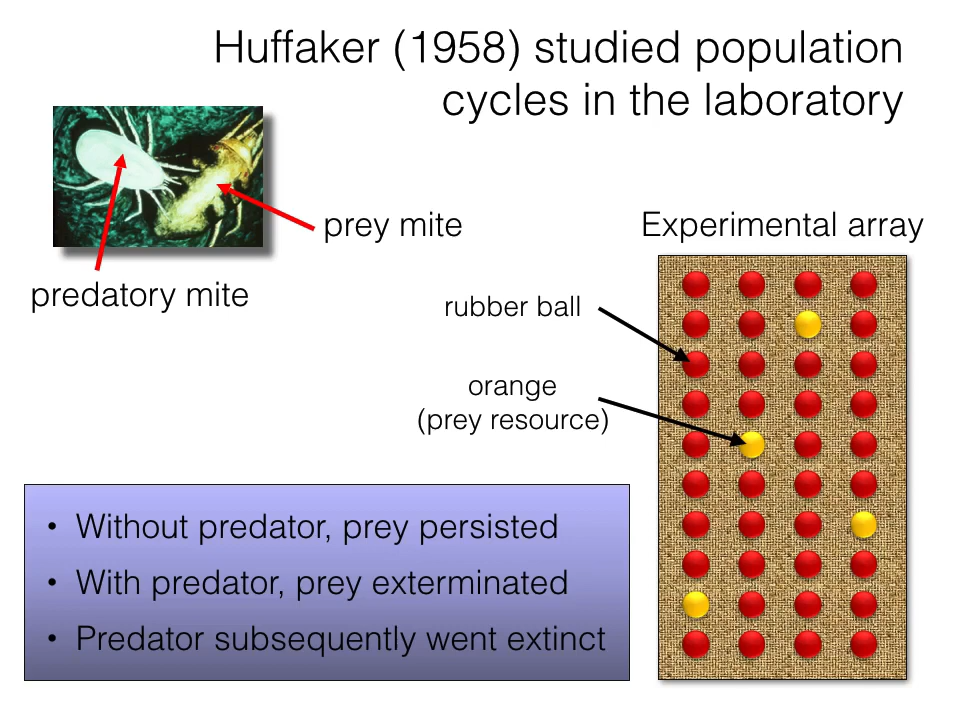 Huffaker (1958) studied population
cycles in the laboratory
prey mite
Experimental array
predatory mite
rubber ball
orange
(prey resource)
• Without predator, prey persisted
• With predator, prey exterminated
• Predator subsequently went extinct